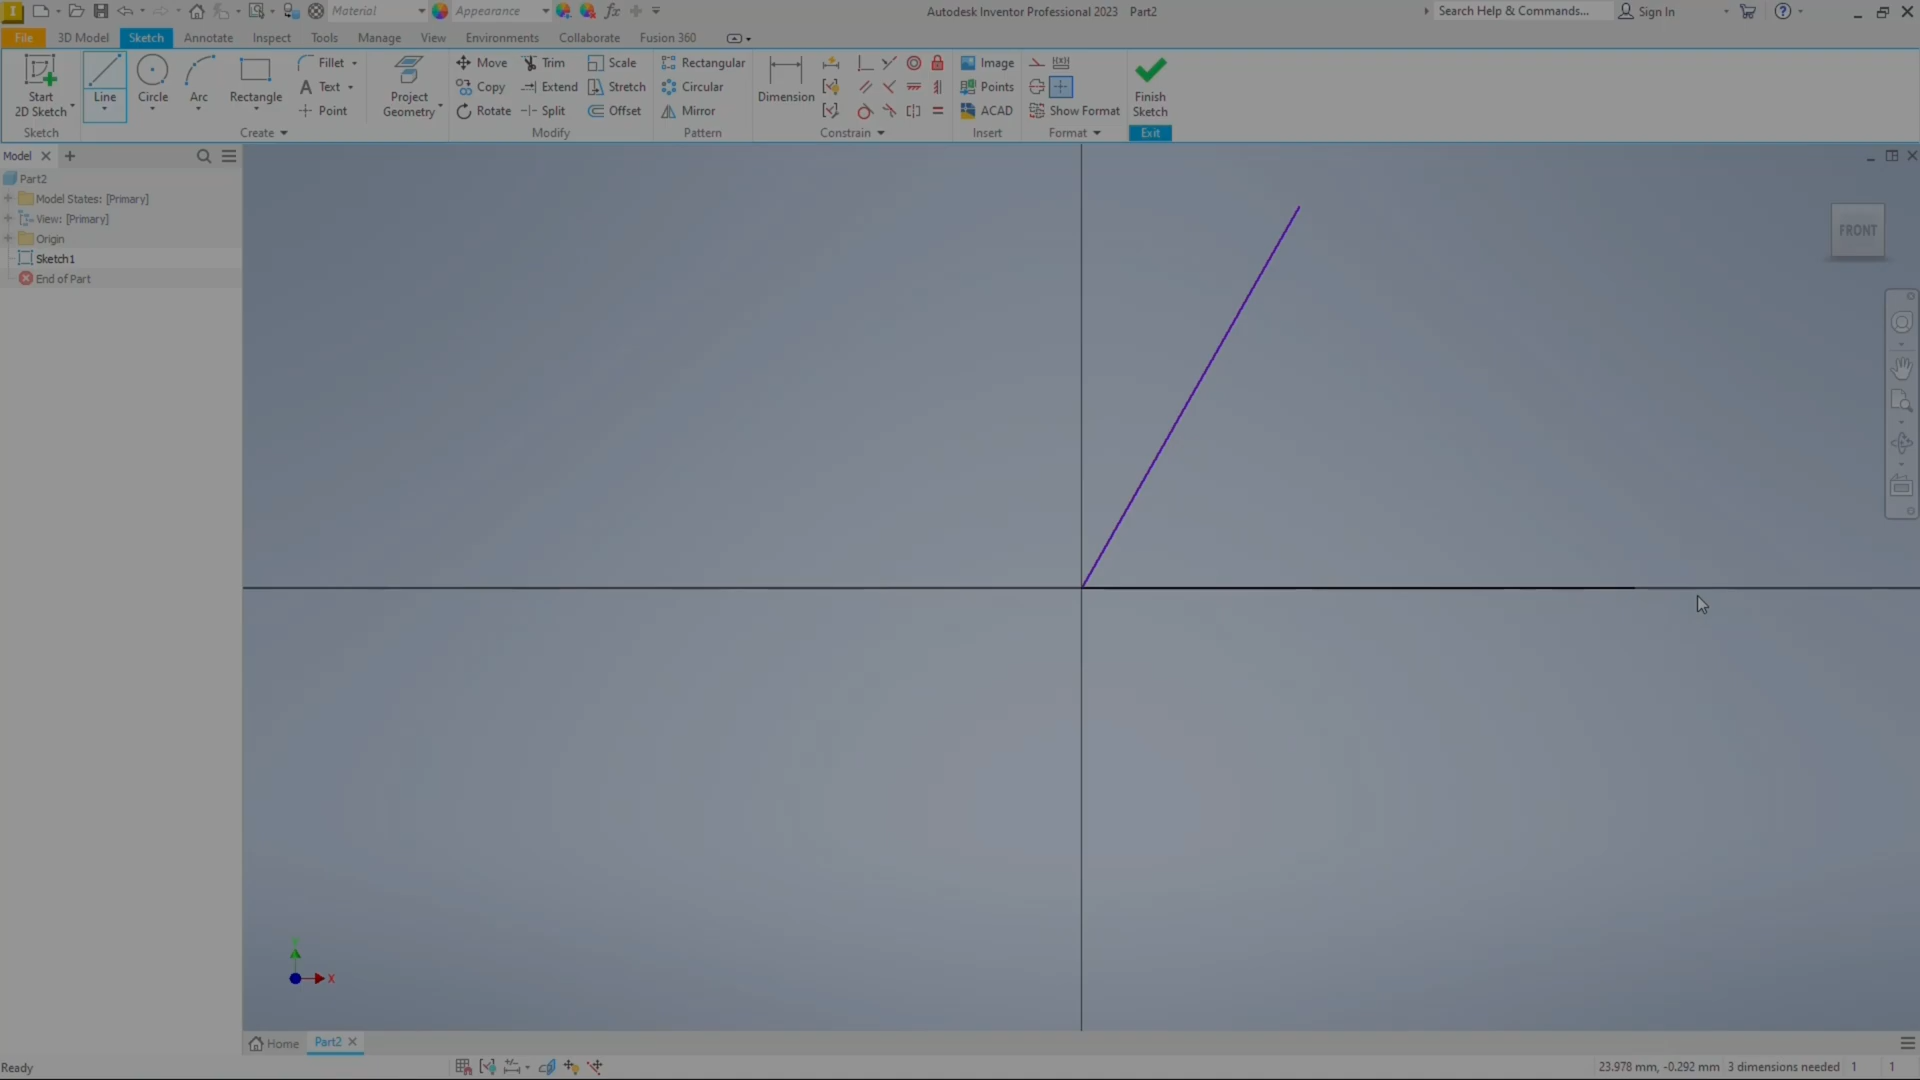 I Material Appearance fx Autodesk Inventor Professional 2023 Part2 Search Help & Commands... Sign In
File 3D Model Sketch Annotate Inspect Tools Manage View Environments Collaborate Fusion 360
Start
2D Sketch
Sketch
Line
Circle
Arc
Rectangle
Fillet
Text
Point
Create
Project
Geometry
Move
Copy
Rotate
Trim
Extend
Split
Scale
Stretch
Offset
Modify
Rectangular
Circular
Mirror
Pattern
Dimension
Constrain
Image
Points
ACAD
Insert
Show Format
Format
Finish
Sketch
Exit
Model
Part2
Model States: [Primary]
View: [Primary]
Origin
Sketch1
End of Part
FRONT
X
Home Part2
Ready 23.978 mm, -0.292 mm 3 dimensions needed 1 1